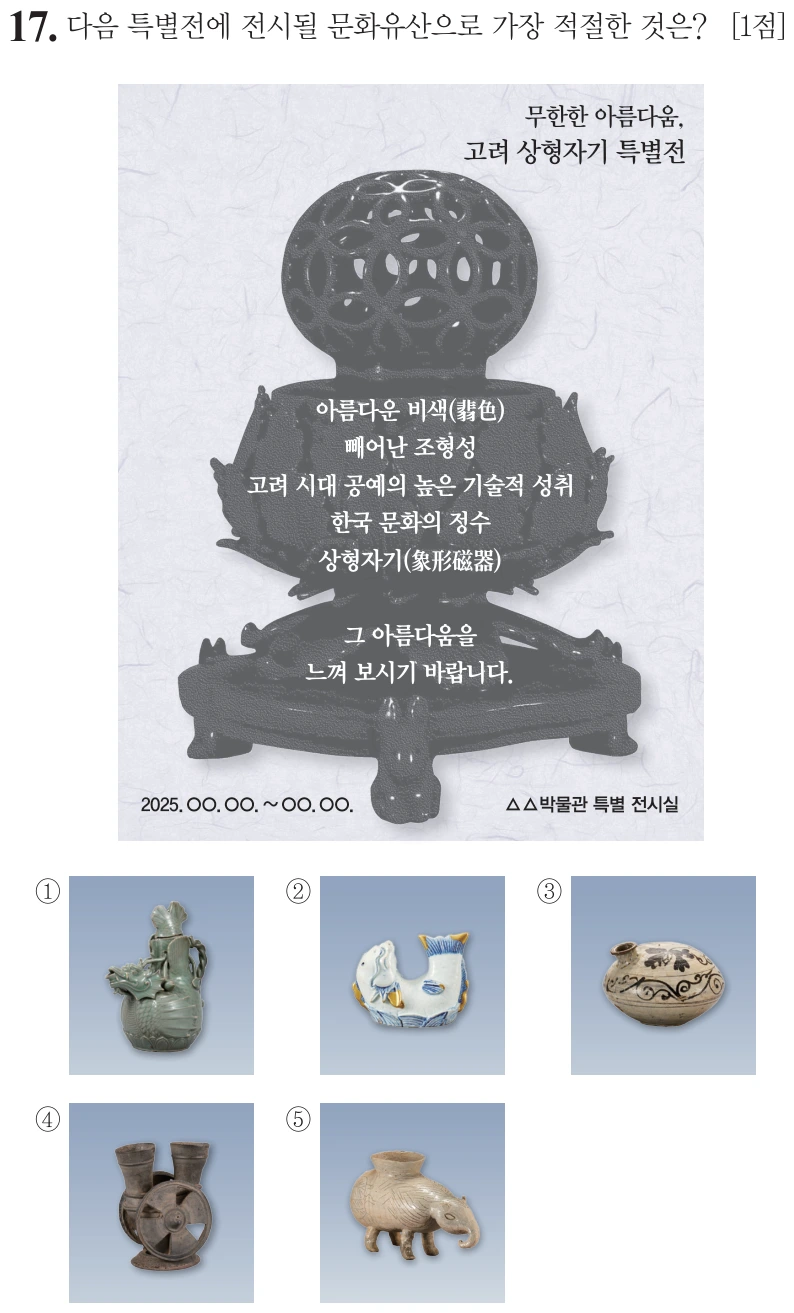 17. 다음 특별전에 전시될 문화유산으로 가장 적절한 것은? [1점]
무한한 아름다움,
고려 상형자기 특별전
아름다운 비색(翡色)
빼어난 조형성
고려 시대 공예의 높은 기술적 성취
한국 문화의 정수
상형자기(象形磁器)
그 아름다움을
느껴 보시기 바랍니다.
2025. ○○. ○○. ~ ○○. ○○.
△△박물관 특별 전시실
①
②
③
④
⑤